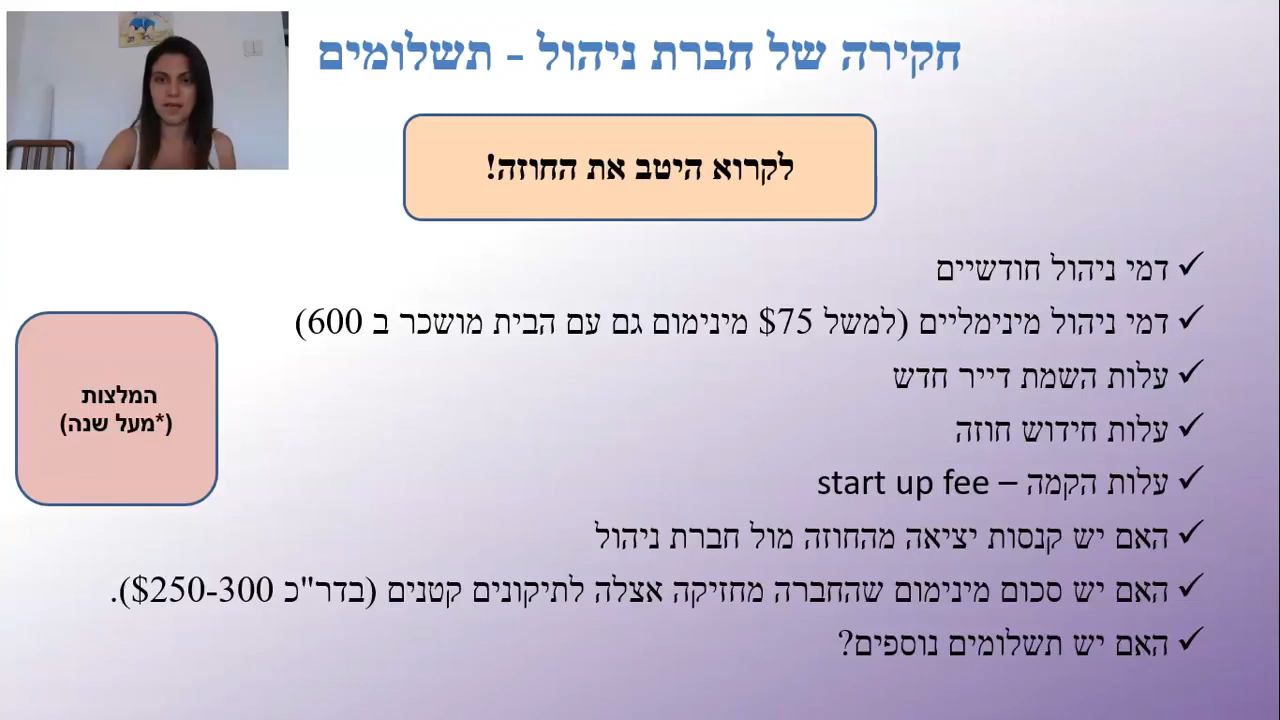 חקירה של חברת ניהול - תשלומים
לקרוא היטב את החוזה!
✓ דמי ניהול חודשיים
✓ דמי ניהול מינימליים (למשל 75$ מינימום גם עם הבית מושכר ב 600)
✓ עלות השמת דייר חדש
✓ עלות חידוש חוזה
✓ עלות הקמה – start up fee
✓ האם יש קנסות יציאה מהחוזה מול חברת ניהול
✓ האם יש סכום מינימום שהחברה מחזיקה אצלה לתיקונים קטנים (בדר"כ 250-300$).
✓ האם יש תשלומים נוספים?
המלצות
(*מעל שנה)